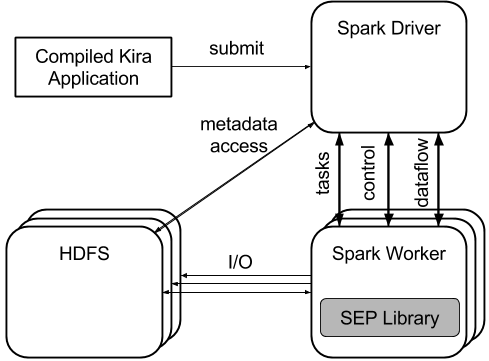 Compiled Kira
Application
submit
Spark Driver
metadata
access
tasks
control
dataflow
HDFS
I/O
Spark Worker
SEP Library